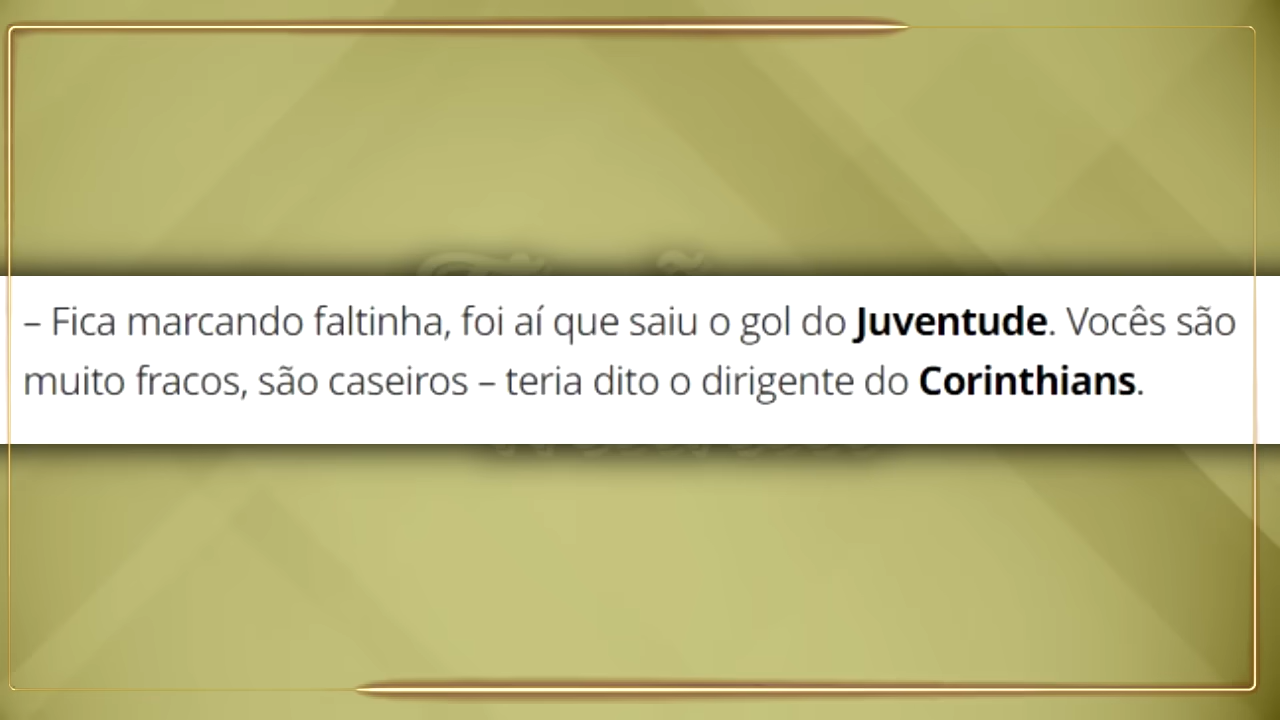 – Fica marcando faltinha, foi aí que saiu o gol do Juventude. Vocês são
muito fracos, são caseiros – teria dito o dirigente do Corinthians.